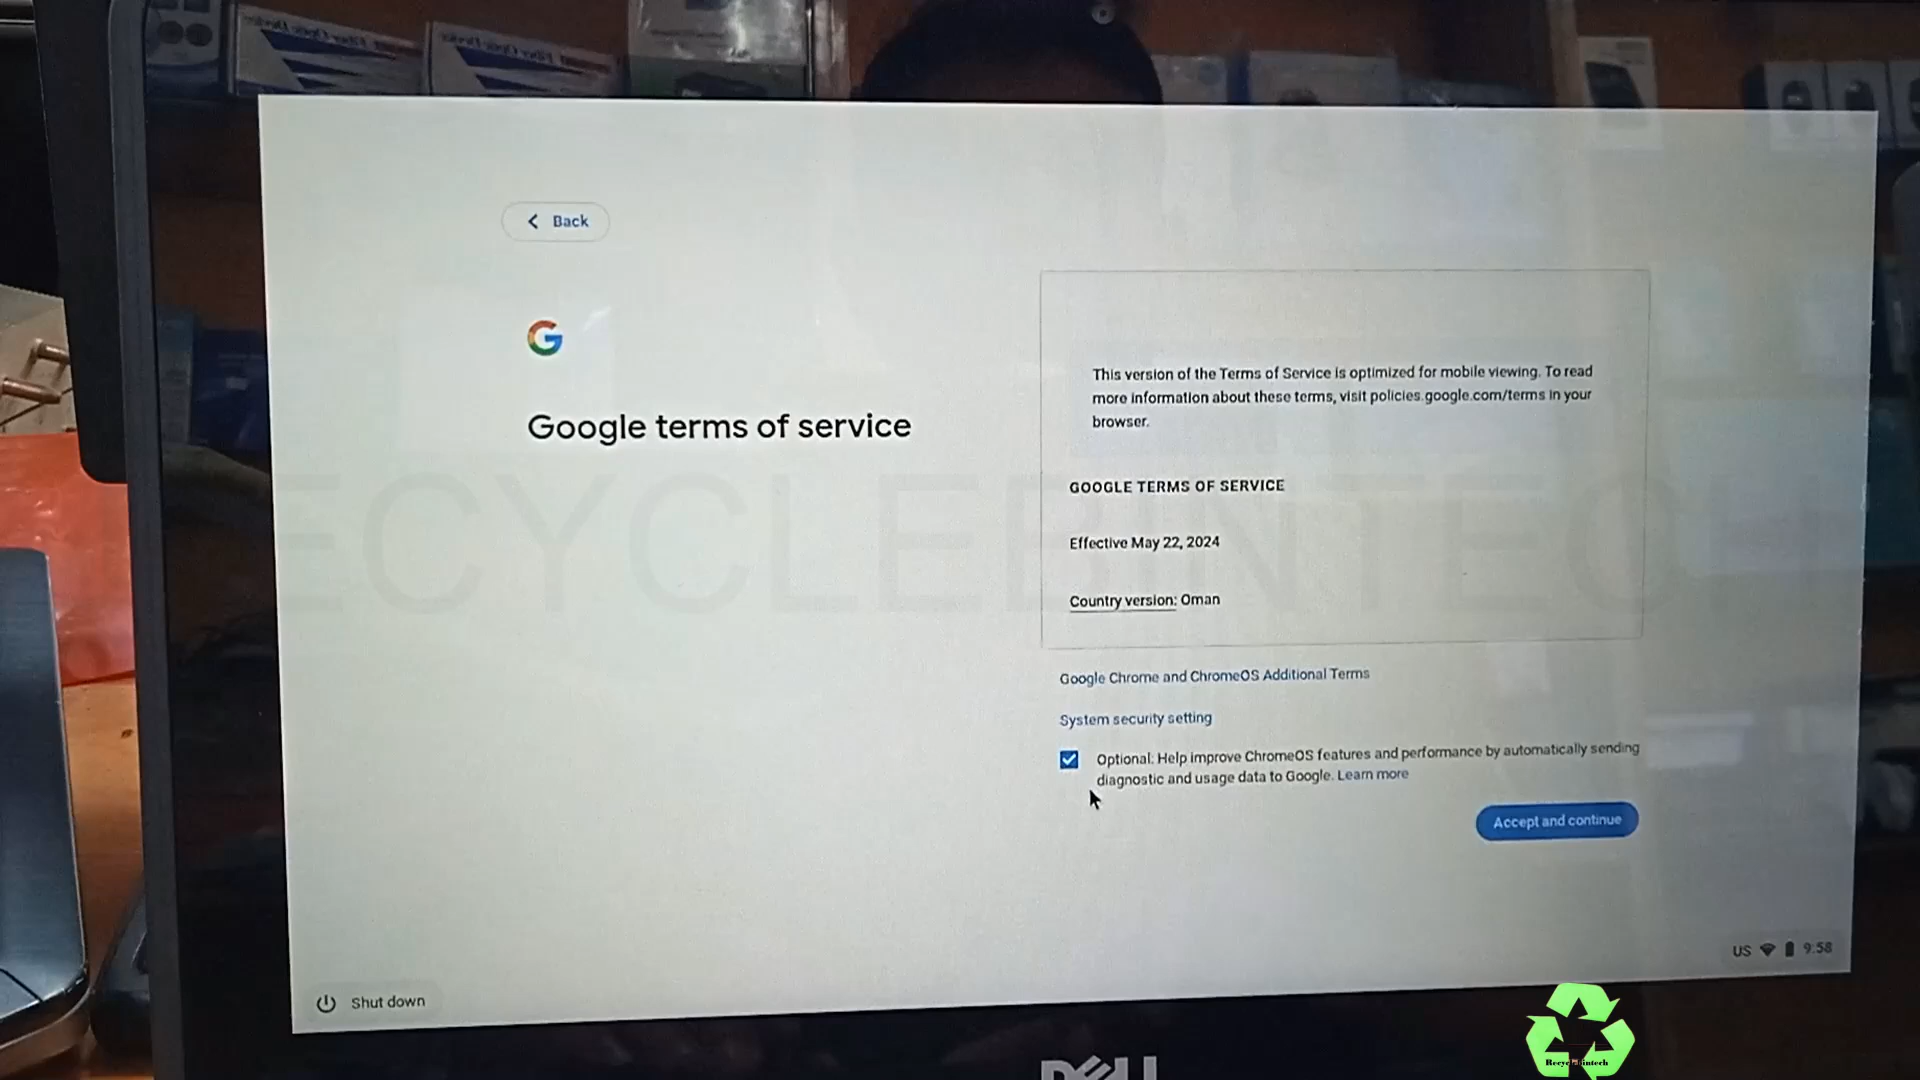 Back
Google terms of service
This version of the Terms of Service is optimized for mobile viewing. To read
more information about these terms, visit policies.google.com/terms in your
browser.
GOOGLE TERMS OF SERVICE
Effective May 22, 2024
Country version: Oman
Google Chrome and ChromeOS Additional Terms
System security setting
Optional: Help improve ChromeOS features and performance by automatically sending
diagnostic and usage data to Google. Learn more
Accept and continue
US 9:58
Shut down
ECYCLEBINTECH
DELL
Recyclebintech